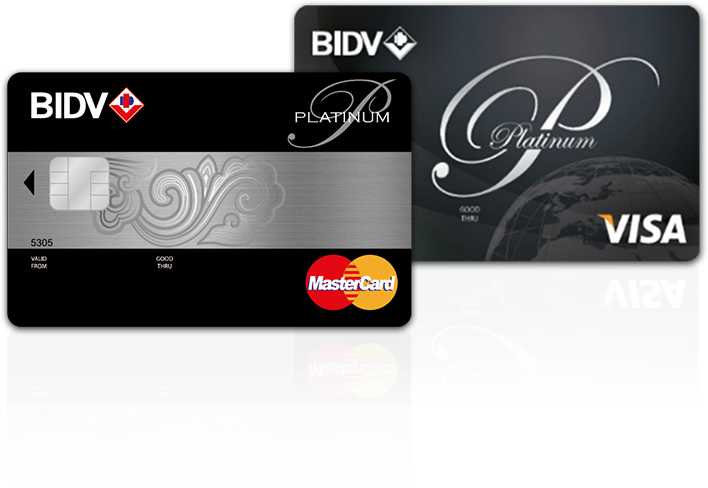 BIDV
PLATINUM
5305
VALID
FROM
GOOD
THRU
MasterCard
BIDV
Platinum
GOOD
THRU
VISA